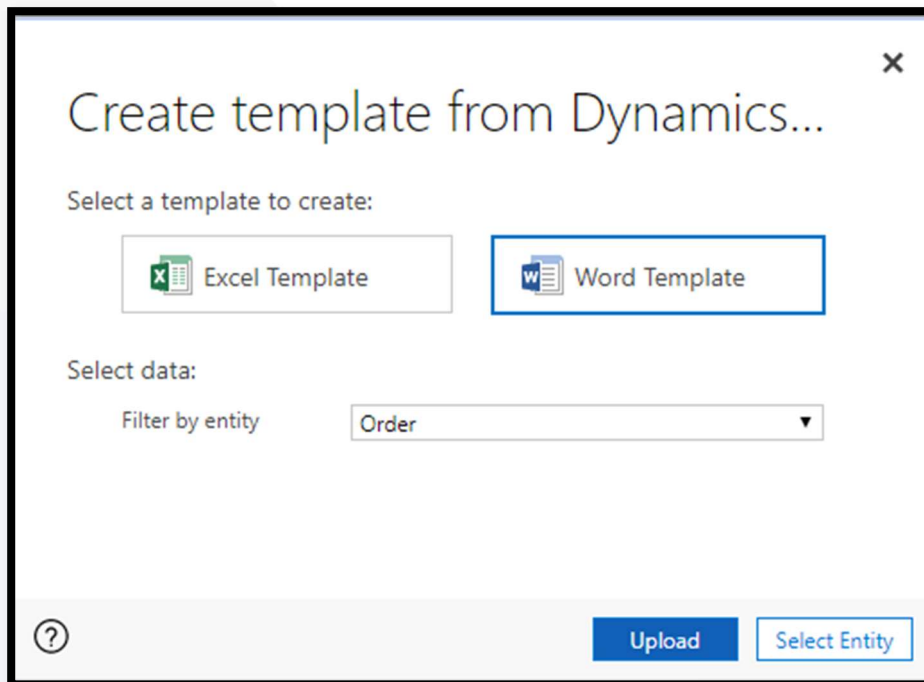 Create template from Dynamics...
Select a template to create:
Excel Template
Word Template
Select data:
Filter by entity
Order
Upload
Select Entity